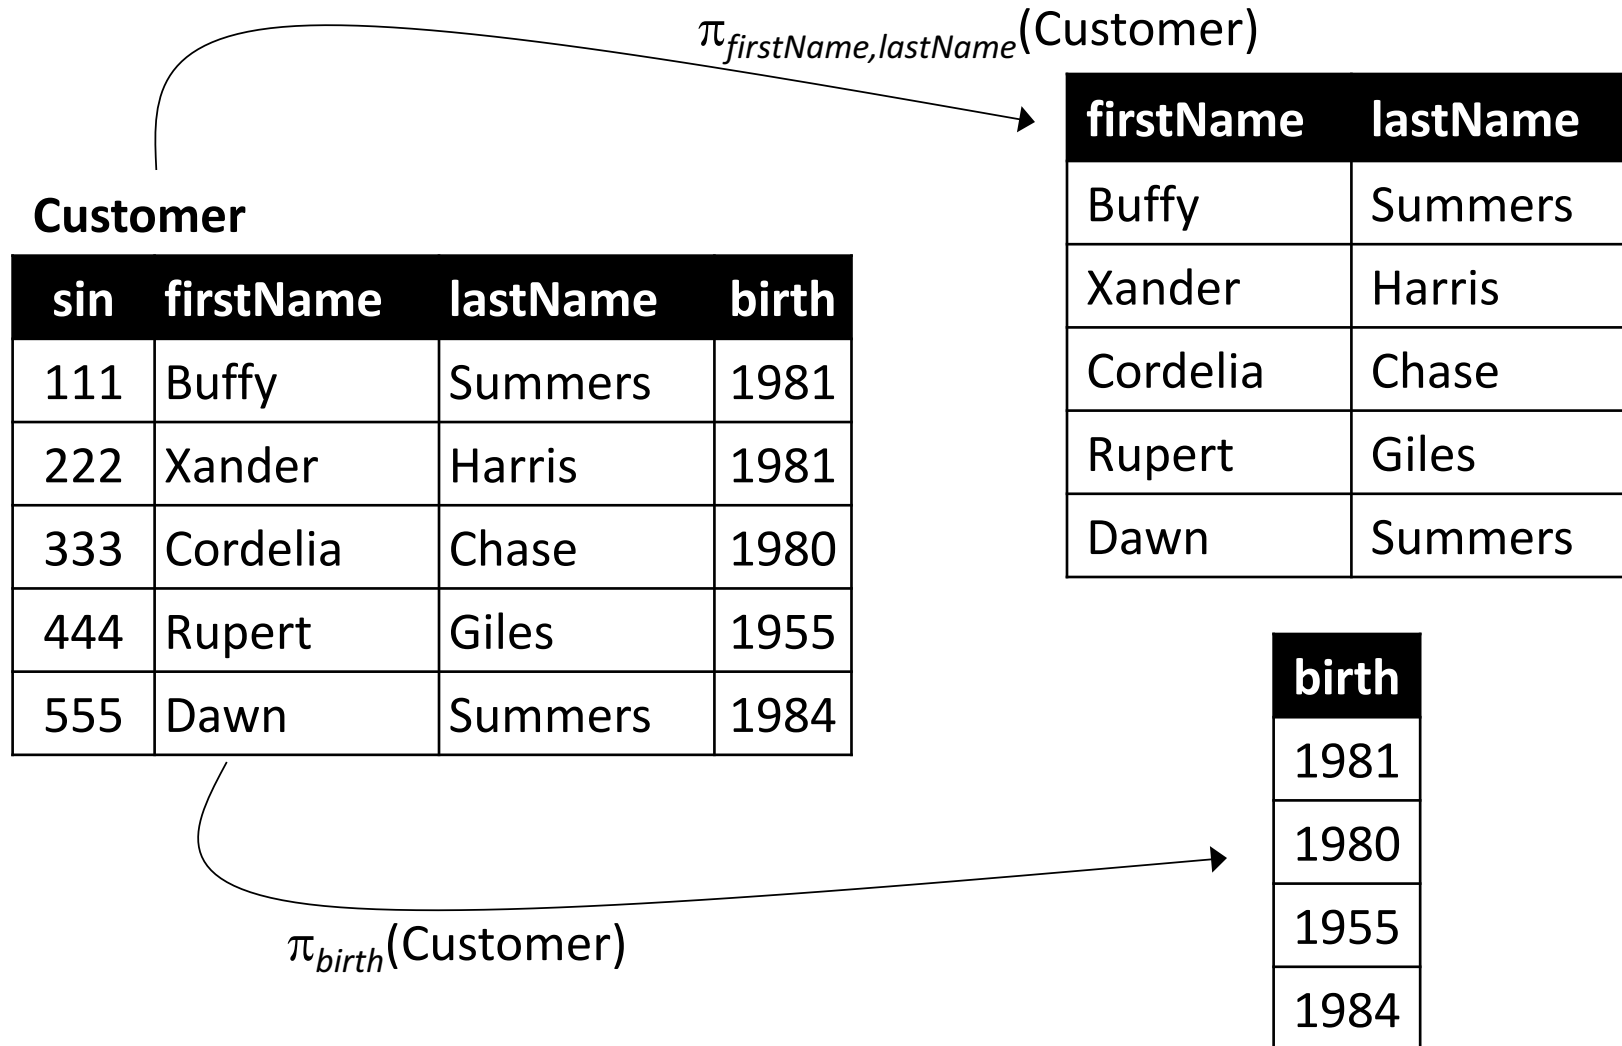 π firstName,lastName(Customer)
firstName lastName
Buffy Summers
Xander Harris
Cordelia Chase
Rupert Giles
Dawn Summers
Customer
sin firstName lastName birth
111 Buffy Summers 1981
222 Xander Harris 1981
333 Cordelia Chase 1980
444 Rupert Giles 1955
555 Dawn Summers 1984
π birth(Customer)
birth
1981
1980
1955
1984